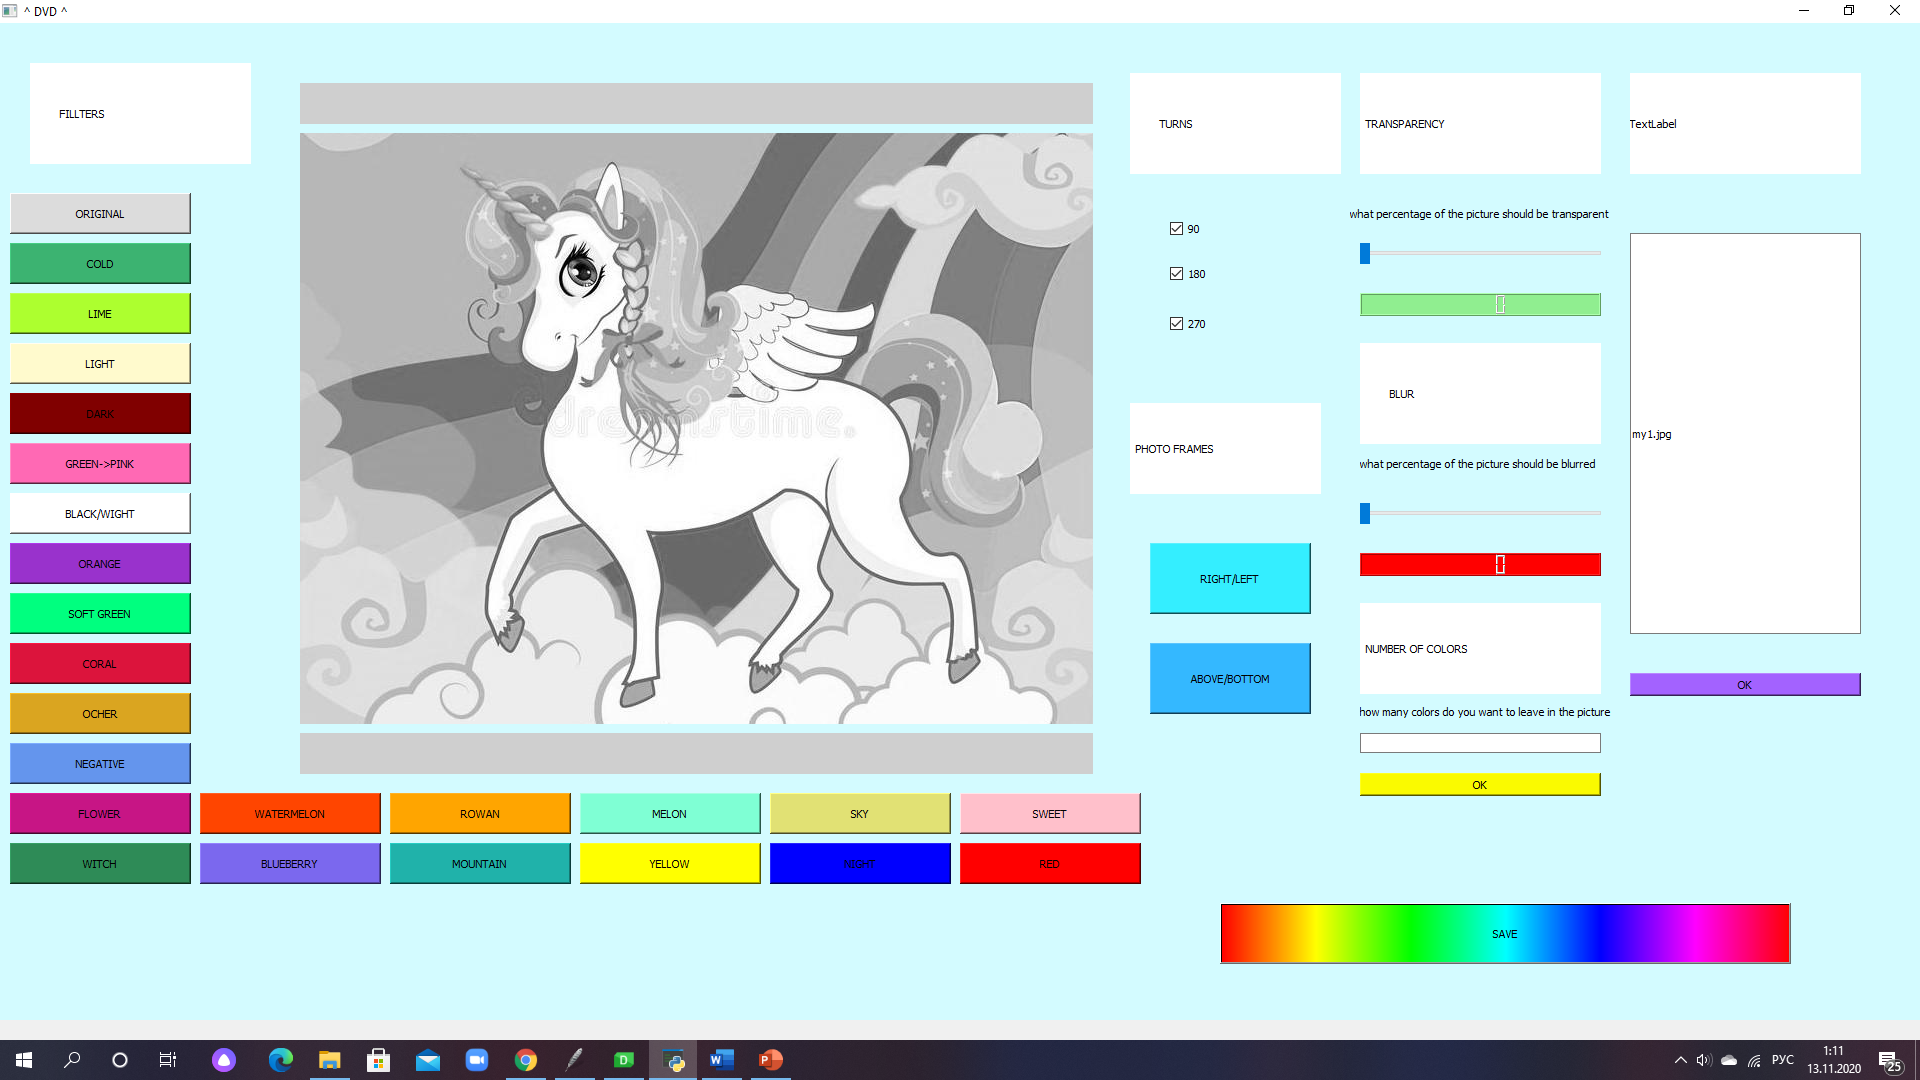 ^ DVD ^
FILLTERS
ORIGINAL
COLD
LIME
LIGHT
DARK
GREEN->PINK
BLACK/WIGHT
ORANGE
SOFT GREEN
CORAL
OCHER
NEGATIVE
FLOWER
WATERMELON
ROWAN
MELON
SKY
SWEET
WITCH
BLUEBERRY
MOUNTAIN
YELLOW
NIGHT
RED
dreamstime.
TURNS
90
180
270
PHOTO FRAMES
RIGHT/LEFT
ABOVE/BOTTOM
TRANSPARENCY
what percentage of the picture should be transparent
0
BLUR
what percentage of the picture should be blurred
0
NUMBER OF COLORS
how many colors do you want to leave in the picture
OK
TextLabel
my1.jpg
OK
SAVE
РУС
1:11
13.11.2020
25